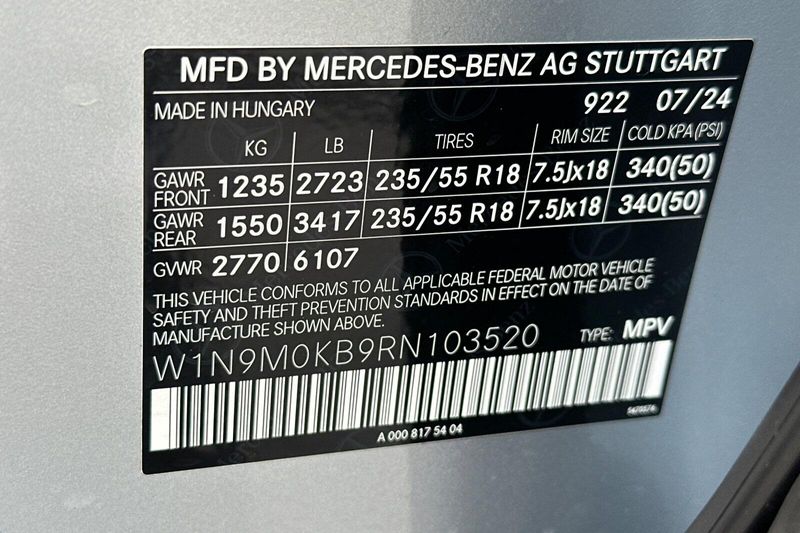 MFD BY MERCEDES-BENZ AG STUTTGART
MADE IN HUNGARY 922 07/24
KG LB TIRES RIM SIZE COLD KPA (PSI)
GAWR FRONT 1235 2723 235/55 R18 7.5Jx18 340(50)
GAWR REAR 1550 3417 235/55 R18 7.5Jx18 340(50)
GVWR 2770 6107
THIS VEHICLE CONFORMS TO ALL APPLICABLE FEDERAL MOTOR VEHICLE
SAFETY AND THEFT PREVENTION STANDARDS IN EFFECT ON THE DATE OF
MANUFACTURE SHOWN ABOVE.
W1N9M0KB9RN103520 TYPE: MPV
A 000 817 54 04